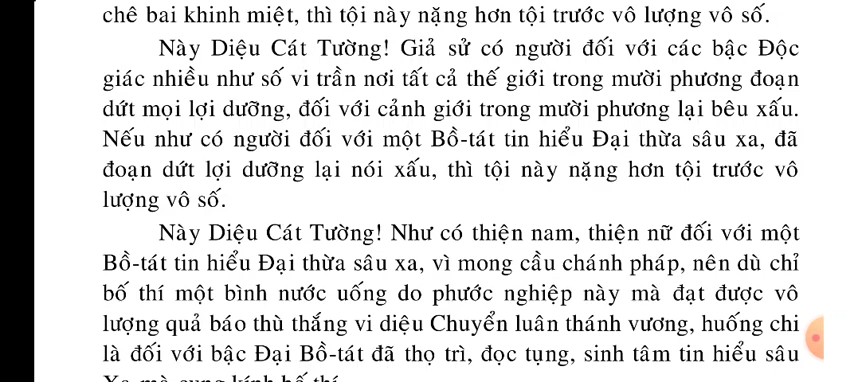 chê bai khinh miệt, thì tội này nặng hơn tội trước vô lượng vô số.
Này Diệu Cát Tường! Giả sử có người đối với các bậc Độc
giác nhiều như số vi trần nơi tất cả thế giới trong mười phương đoạn
dứt mọi lợi dưỡng, đối với cảnh giới trong mười phương lại bêu xấu.
Nếu như có người đối với một Bồ-tát tin hiểu Đại thừa sâu xa, đã
đoạn dứt lợi dưỡng lại nói xấu, thì tội này nặng hơn tội trước vô
lượng vô số.
Này Diệu Cát Tường! Như có thiện nam, thiện nữ đối với một
Bồ-tát tin hiểu Đại thừa sâu xa, vì mong cầu chánh pháp, nên dù chỉ
bố thí một bình nước uống do phước nghiệp này mà đạt được vô
lượng quả báo thù thắng vi diệu Chuyển luân thánh vương, huống chi
là đối với bậc Đại Bồ-tát đã thọ trì, đọc tụng, sinh tâm tin hiểu sâu
Xa mà cung kính bố thí